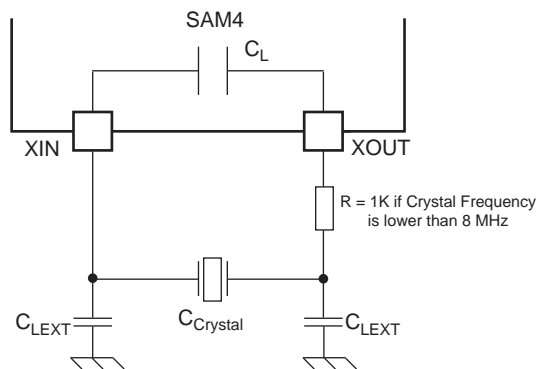 SAM4
CL
XIN
XOUT
R = 1K if Crystal Frequency
is lower than 8 MHz
CLEXT
CCrystal
CLEXT